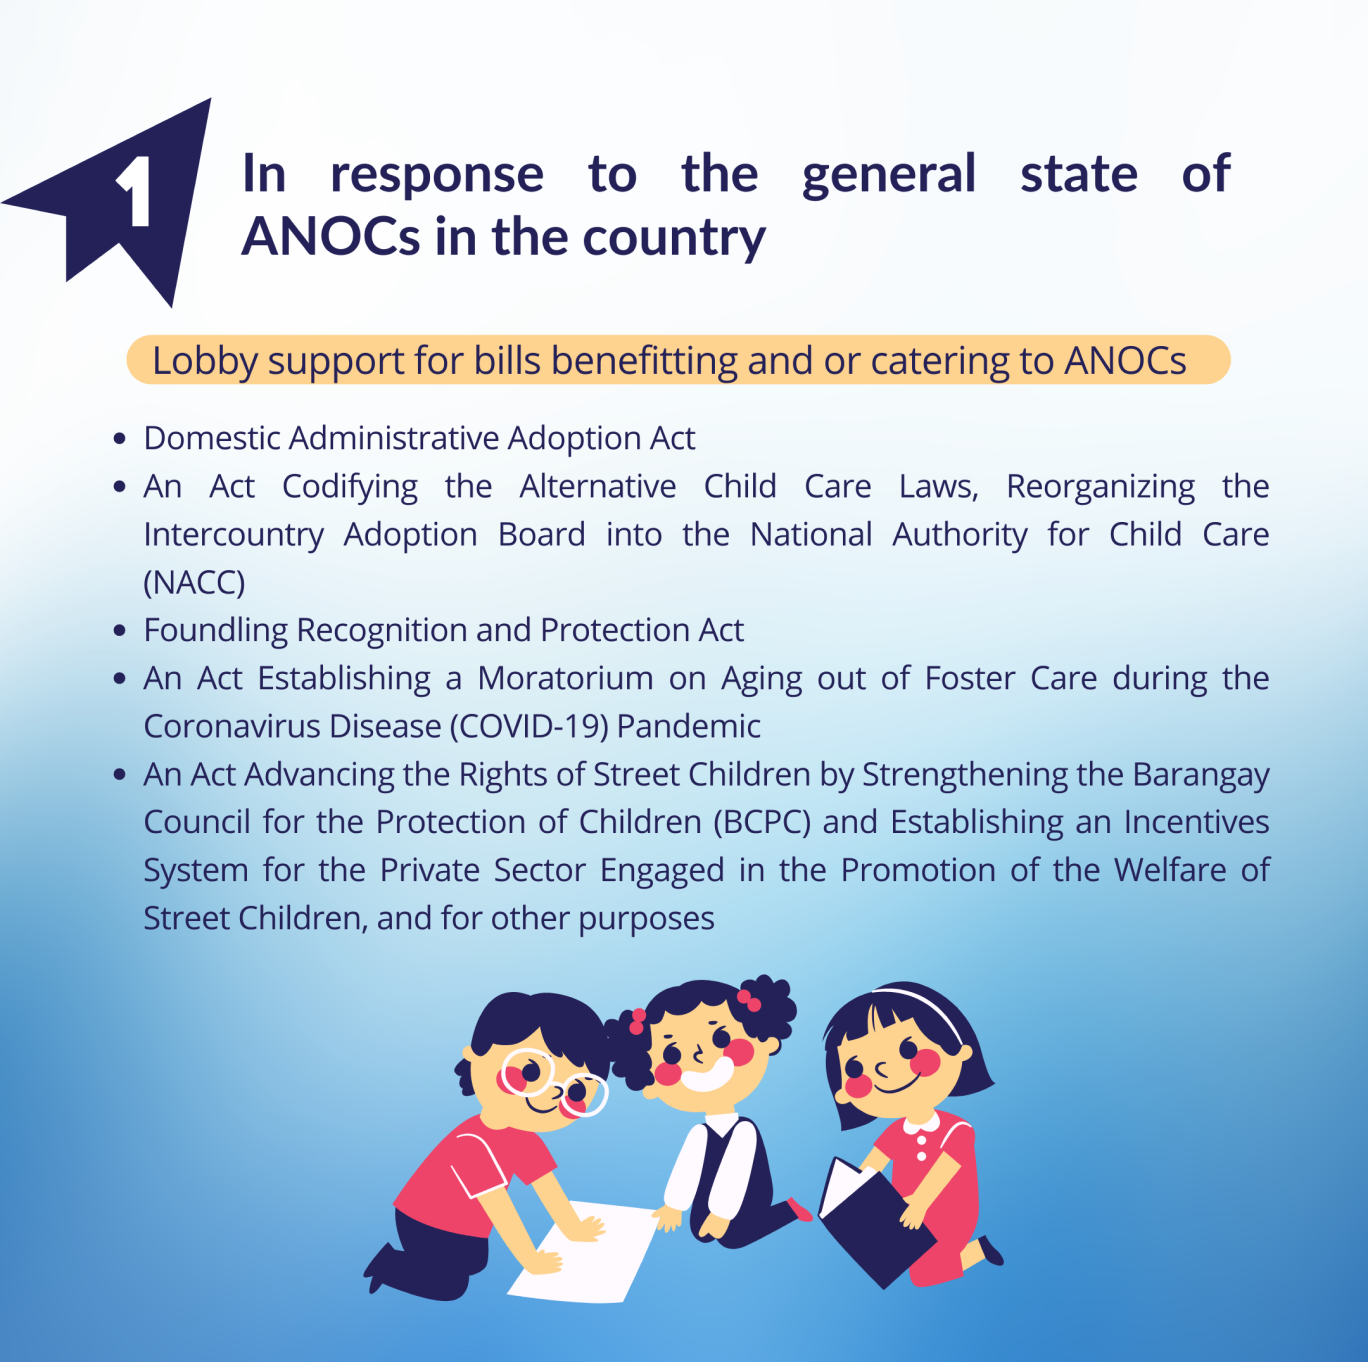 1
In response to the general state of
ANOCs in the country
Lobby support for bills benefitting and or catering to ANOCs
• Domestic Administrative Adoption Act
• An Act Codifying the Alternative Child Care Laws, Reorganizing the
Intercountry Adoption Board into the National Authority for Child Care
(NACC)
• Foundling Recognition and Protection Act
• An Act Establishing a Moratorium on Aging out of Foster Care during the
Coronavirus Disease (COVID-19) Pandemic
• An Act Advancing the Rights of Street Children by Strengthening the Barangay
Council for the Protection of Children (BCPC) and Establishing an Incentives
System for the Private Sector Engaged in the Promotion of the Welfare of
Street Children, and for other purposes